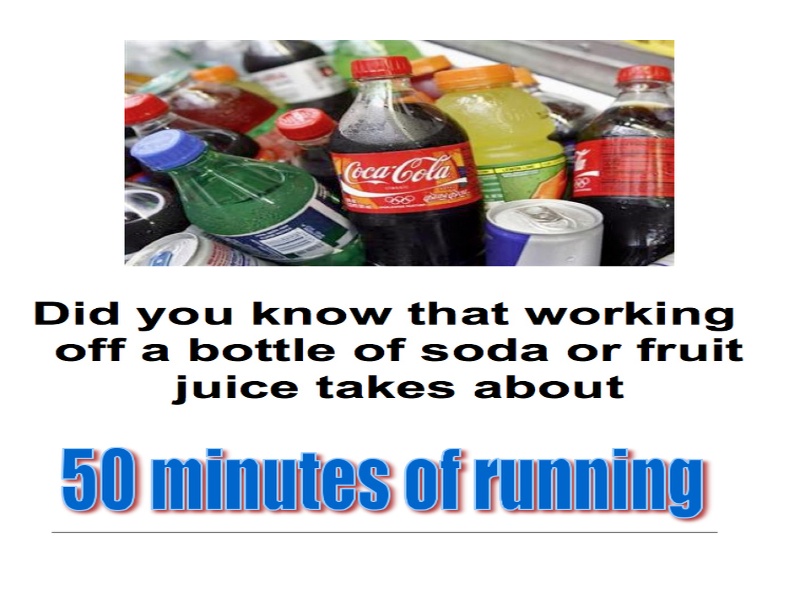 Coca-Cola
CLASSIC
Did you know that working
off a bottle of soda or fruit
juice takes about
50 minutes of running